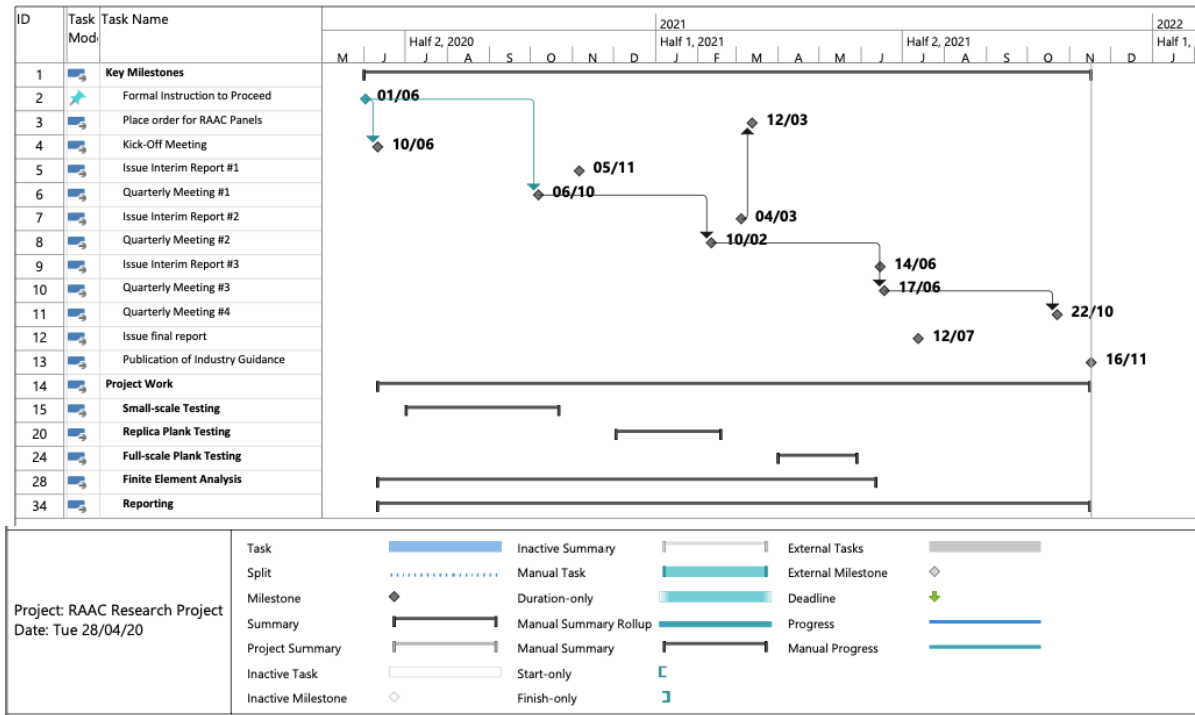 ID Task Mode Task Name
2021 2022
Half 2, 2020 Half 1, 2021 Half 2, 2021 Half 1,
M J J A S O N D J F M A M J J A S O N D J
1 Key Milestones
2 Formal Instruction to Proceed 01/06
3 Place order for RAAC Panels 12/03
4 Kick-Off Meeting 10/06
5 Issue Interim Report #1 05/11
6 Quarterly Meeting #1 06/10
7 Issue Interim Report #2 04/03
8 Quarterly Meeting #2 10/02
9 Issue Interim Report #3 14/06
10 Quarterly Meeting #3 17/06
11 Quarterly Meeting #4 22/10
12 Issue final report 12/07
13 Publication of Industry Guidance 16/11
14 Project Work
15 Small-scale Testing
20 Replica Plank Testing
24 Full-scale Plank Testing
28 Finite Element Analysis
34 Reporting
Project: RAAC Research Project
Date: Tue 28/04/20
Task Inactive Summary External Tasks
Split Manual Task External Milestone
Milestone Duration-only Deadline
Summary Manual Summary Rollup Progress
Project Summary Manual Summary Manual Progress
Inactive Task Start-only
Inactive Milestone Finish-only